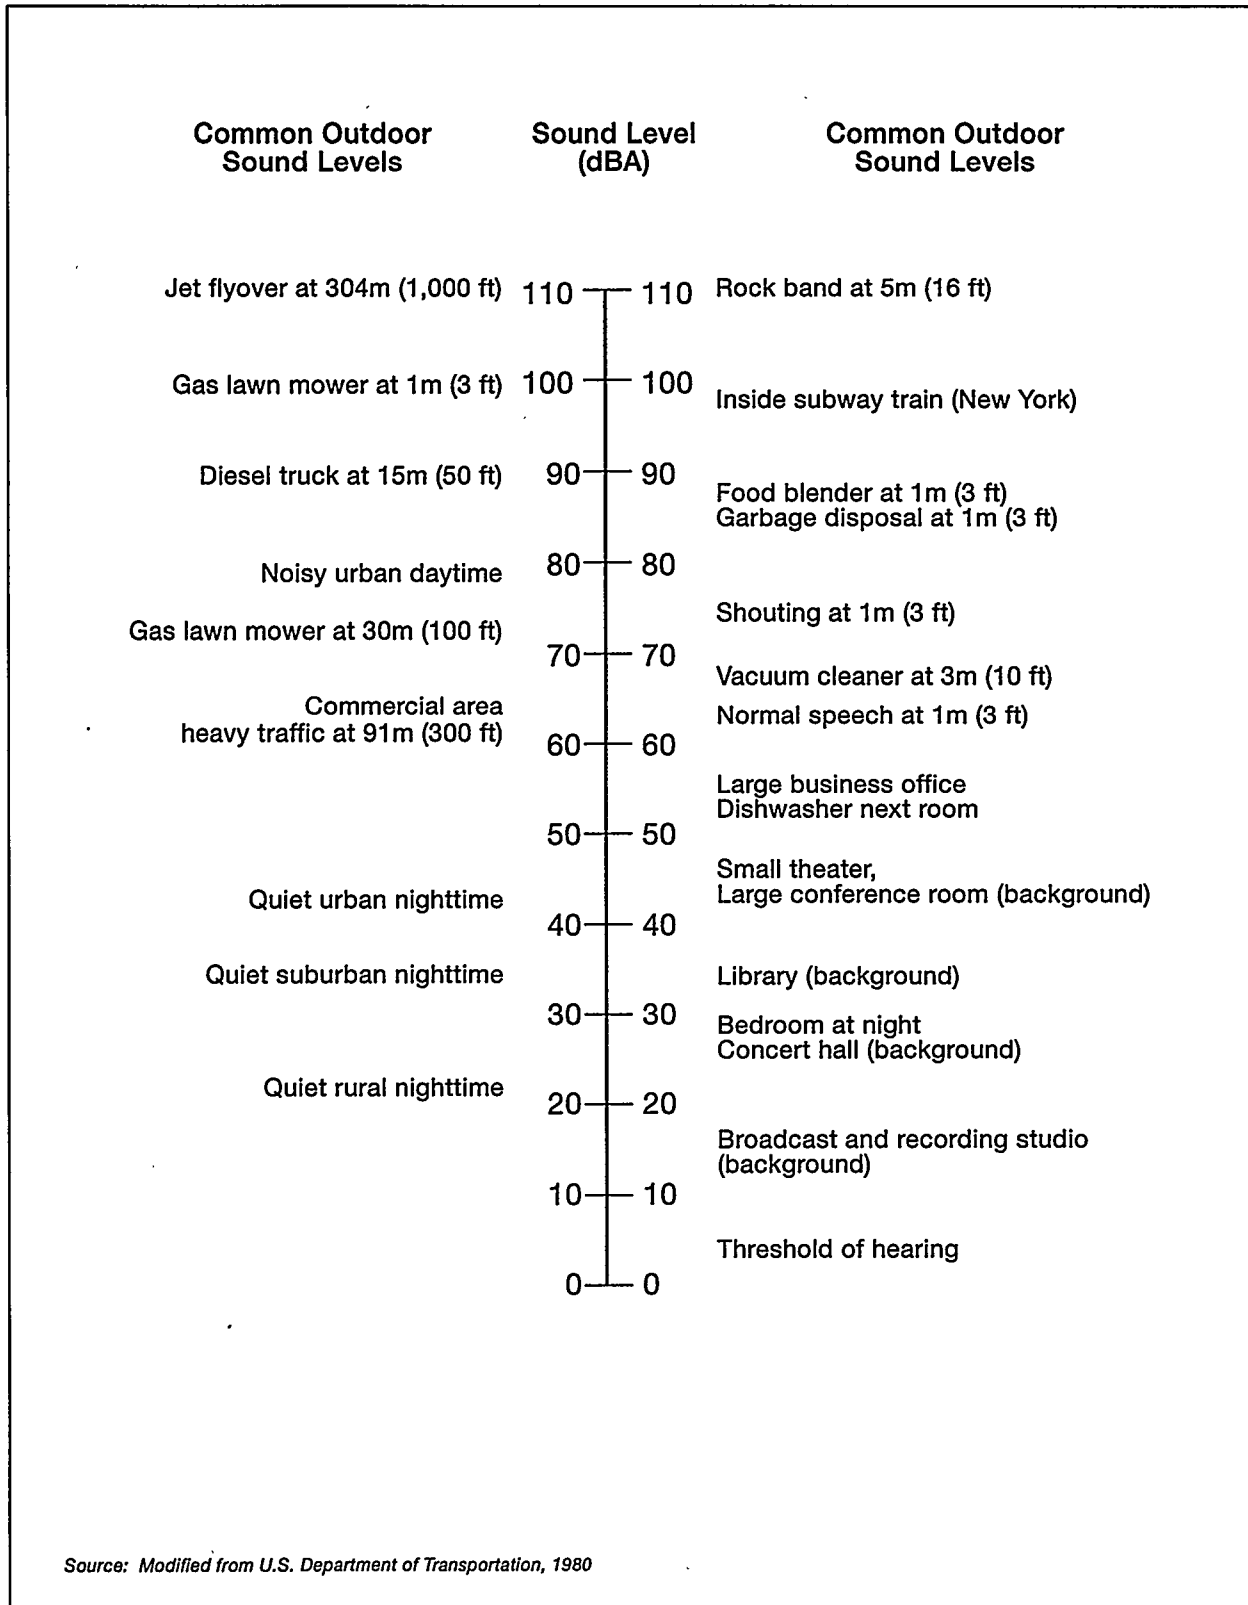 Common Outdoor
Sound Levels
Sound Level
(dBA)
Common Outdoor
Sound Levels
Jet flyover at 304m (1,000 ft) 110 110 Rock band at 5m (16 ft)
Gas lawn mower at 1m (3 ft) 100 100
Inside subway train (New York)
Diesel truck at 15m (50 ft) 90 90
Food blender at 1m (3 ft)
Garbage disposal at 1m (3 ft)
Noisy urban daytime 80 80
Shouting at 1m (3 ft)
Gas lawn mower at 30m (100 ft)
70 70
Vacuum cleaner at 3m (10 ft)
Commercial area
heavy traffic at 91m (300 ft)
Normal speech at 1m (3 ft)
60 60
Large business office
Dishwasher next room
50 50
Small theater,
Large conference room (background)
Quiet urban nighttime
40 40
Quiet suburban nighttime
Library (background)
30 30
Bedroom at night
Concert hall (background)
Quiet rural nighttime
20 20
Broadcast and recording studio
(background)
10 10
Threshold of hearing
0 0
Source: Modified from U.S. Department of Transportation, 1980